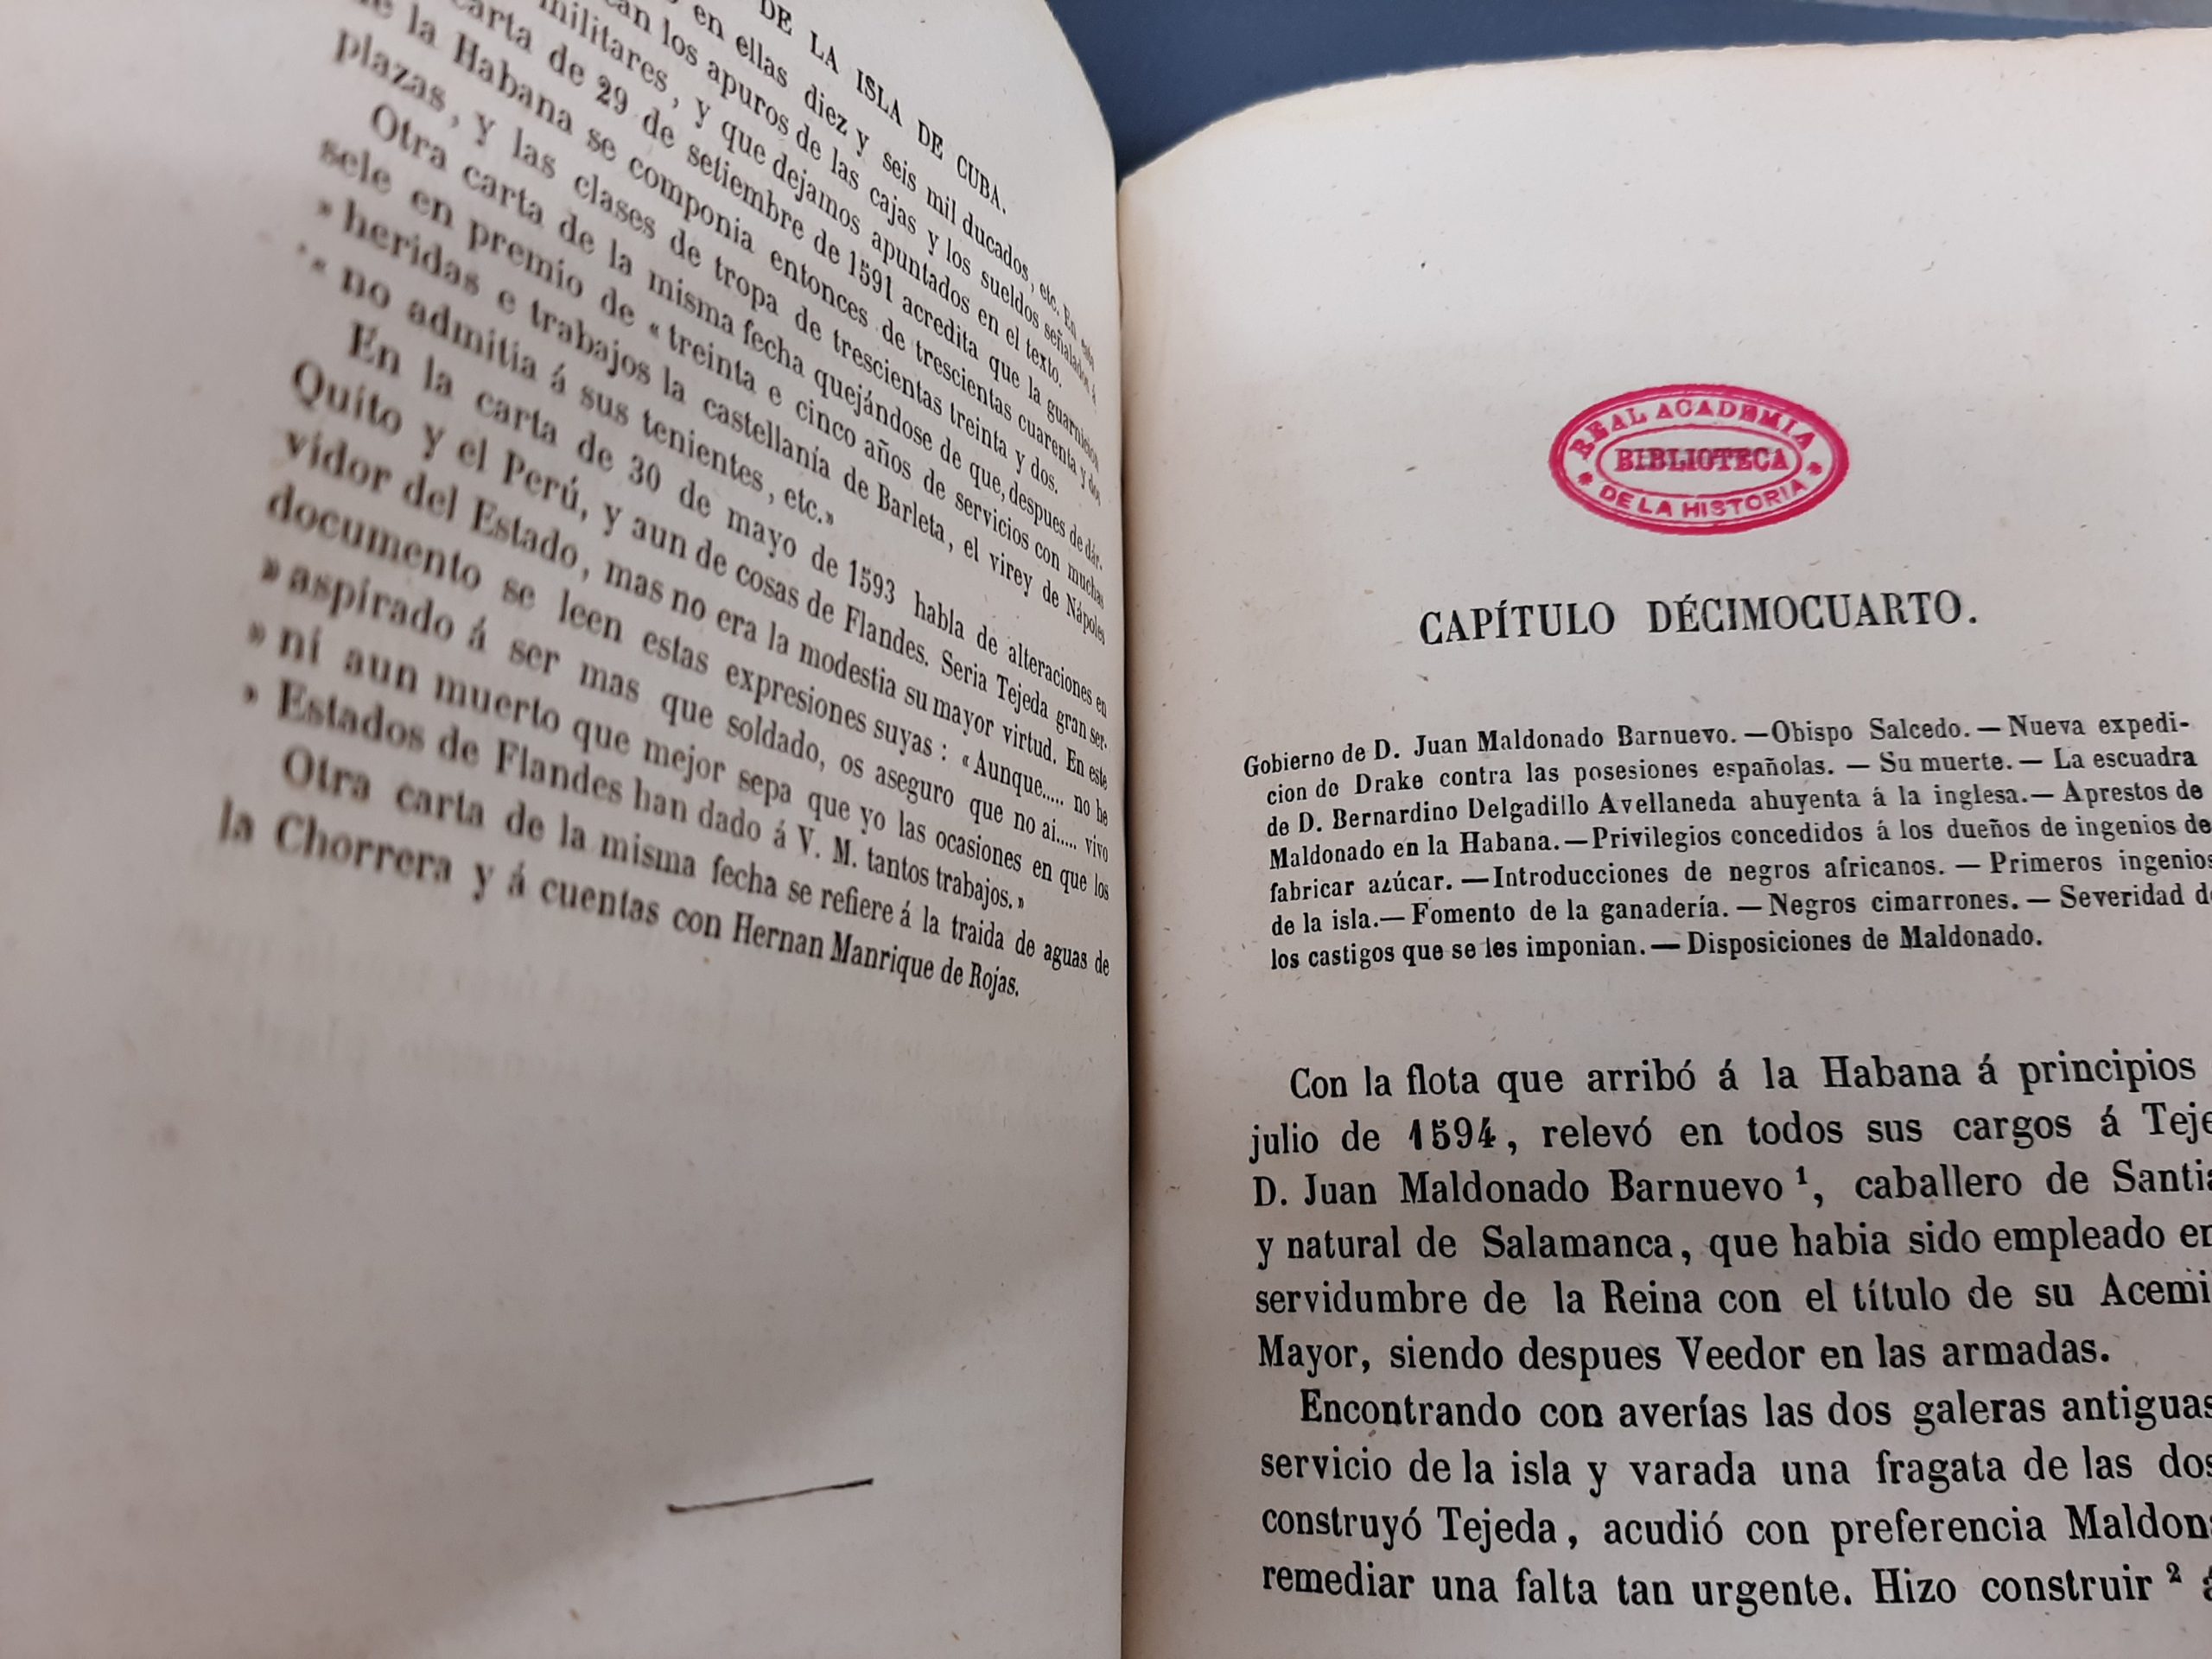 DE LA ISLA DE CUBA.
en ellas diez y seis mil ducados, etc. En
los apuros de las cajas y los sueldos señalados á
militares, y que dejamos apuntados en el texto.
carta de 29 de setiembre de 1591 acredita que la guarnicion
la Habana se componia entonces de trescientas cuarenta y dos
plazas, y las clases de tropa de trescientas treinta y dos.
Otra carta de la misma fecha quejándose de que, despues de dár-
sele en premio de « treinta e cinco años de servicios con muchas
» heridas e trabajos la castellanía de Barleta, el virey de Nápoles
« no admitia á sus tenientes, etc.»
En la carta de 30 de mayo de 1593 habla de alteraciones en
Quito y el Perú, y aun de cosas de Flandes. Seria Tejeda gran ser-
vidor del Estado, mas no era la modestia su mayor virtud. En este
documento se leen estas expresiones suyas : « Aunque..... no he
» aspirado á ser mas que soldado, os aseguro que no ai..... vivo
» ni aun muerto que mejor sepa que yo las ocasiones en que los
» Estados de Flandes han dado á V. M. tantos trabajos.»
Otra carta de la misma fecha se refiere á la traida de aguas de
la Chorrera y á cuentas con Hernan Manrique de Rojas.
REAL ACADEMIA
BIBLIOTECA
* DE LA HISTORIA *
CAPÍTULO DÉCIMOCUARTO.
Gobierno de D. Juan Maldonado Barnuevo. —Obispo Salcedo. — Nueva expedi-
cion de Drake contra las posesiones españolas. — Su muerte. — La escuadra
de D. Bernardino Delgadillo Avellaneda ahuyenta á la inglesa.— Aprestos de
Maldonado en la Habana. —Privilegios concedidos á los dueños de ingenios de
fabricar azúcar. —Introducciones de negros africanos. — Primeros ingenios
de la isla.— Fomento de la ganadería. — Negros cimarrones. — Severidad de
los castigos que se les imponian. — Disposiciones de Maldonado.
Con la flota que arribó á la Habana á principios
julio de 1594, relevó en todos sus cargos á Teje
D. Juan Maldonado Barnuevo ¹, caballero de Santia
y natural de Salamanca, que habia sido empleado en
servidumbre de la Reina con el título de su Acemi
Mayor, siendo despues Veedor en las armadas.
Encontrando con averías las dos galeras antiguas
servicio de la isla y varada una fragata de las dos
construyó Tejeda, acudió con preferencia Maldona
remediar una falta tan urgente. Hizo construir ² á